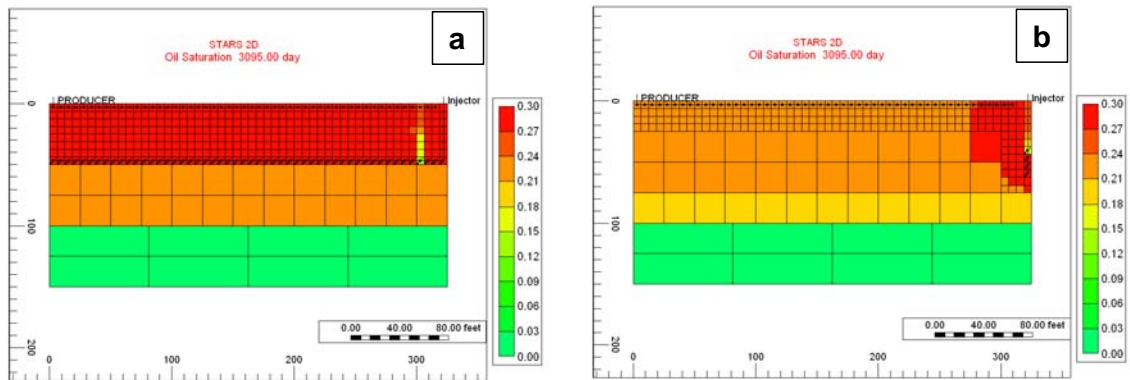 a
STARS 2D
Oil Saturation 3095.00 day
PRODUCER
Injector
0
100
200
0.30
0.27
0.24
0.21
0.18
0.15
0.12
0.09
0.06
0.03
0.00
0.00 40.00 80.00 feet
0 100 200 300
b
STARS 2D
Oil Saturation 3095.00 day
PRODUCER
Injector
0
100
200
0.30
0.27
0.24
0.21
0.18
0.15
0.12
0.09
0.06
0.03
0.00
0.00 40.00 80.00 feet
0 100 200 300